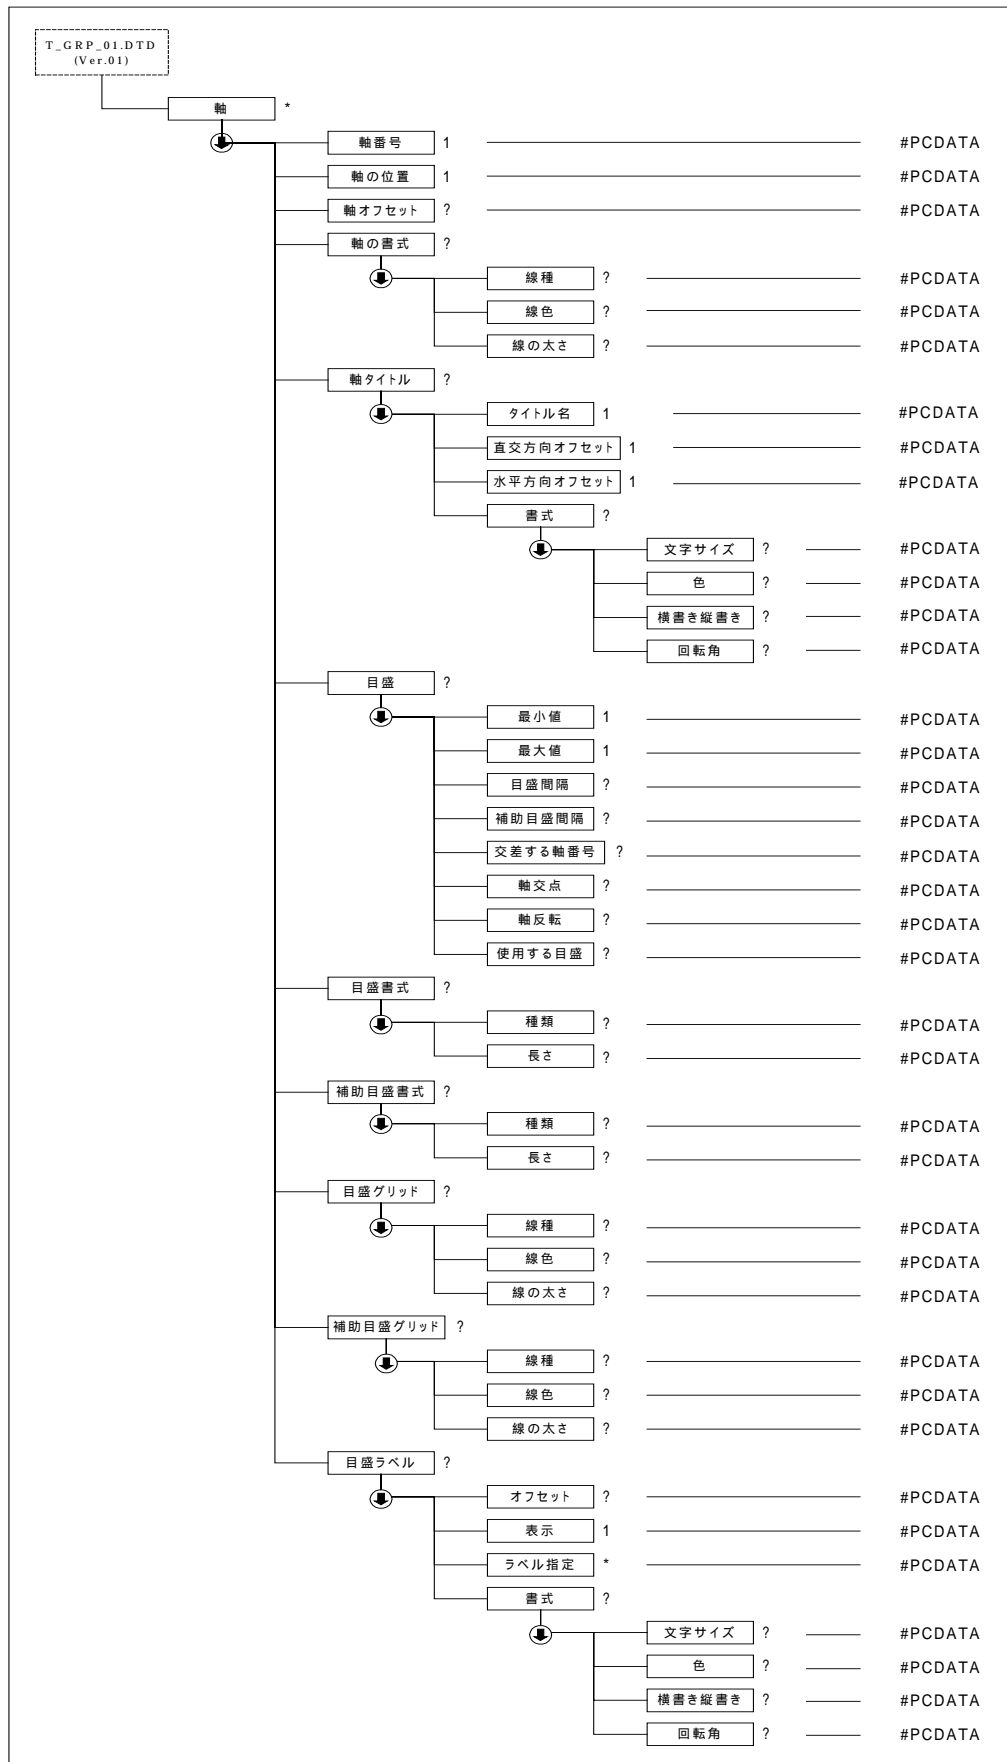 T_GRP_01.DTD
(Ver.01)
軸 *
軸番号 1 #PCDATA
軸の位置 1 #PCDATA
軸オフセット ? #PCDATA
軸の書式 ?
線種 ? #PCDATA
線色 ? #PCDATA
線の太さ ? #PCDATA
軸タイトル ?
タイトル名 1 #PCDATA
直交方向オフセット 1 #PCDATA
水平方向オフセット 1 #PCDATA
書式 ?
文字サイズ ? #PCDATA
色 ? #PCDATA
横書き縦書き ? #PCDATA
回転角 ? #PCDATA
目盛 ?
最小値 1 #PCDATA
最大値 1 #PCDATA
目盛間隔 ? #PCDATA
補助目盛間隔 ? #PCDATA
交差する軸番号 ? #PCDATA
軸交点 ? #PCDATA
軸反転 ? #PCDATA
使用する目盛 ? #PCDATA
目盛書式 ?
種類 ? #PCDATA
長さ ? #PCDATA
補助目盛書式 ?
種類 ? #PCDATA
長さ ? #PCDATA
目盛グリッド ?
線種 ? #PCDATA
線色 ? #PCDATA
線の太さ ? #PCDATA
補助目盛グリッド ?
線種 ? #PCDATA
線色 ? #PCDATA
線の太さ ? #PCDATA
目盛ラベル ?
オフセット ? #PCDATA
表示 1 #PCDATA
ラベル指定 * #PCDATA
書式 ?
文字サイズ ? #PCDATA
色 ? #PCDATA
横書き縦書き ? #PCDATA
回転角 ? #PCDATA